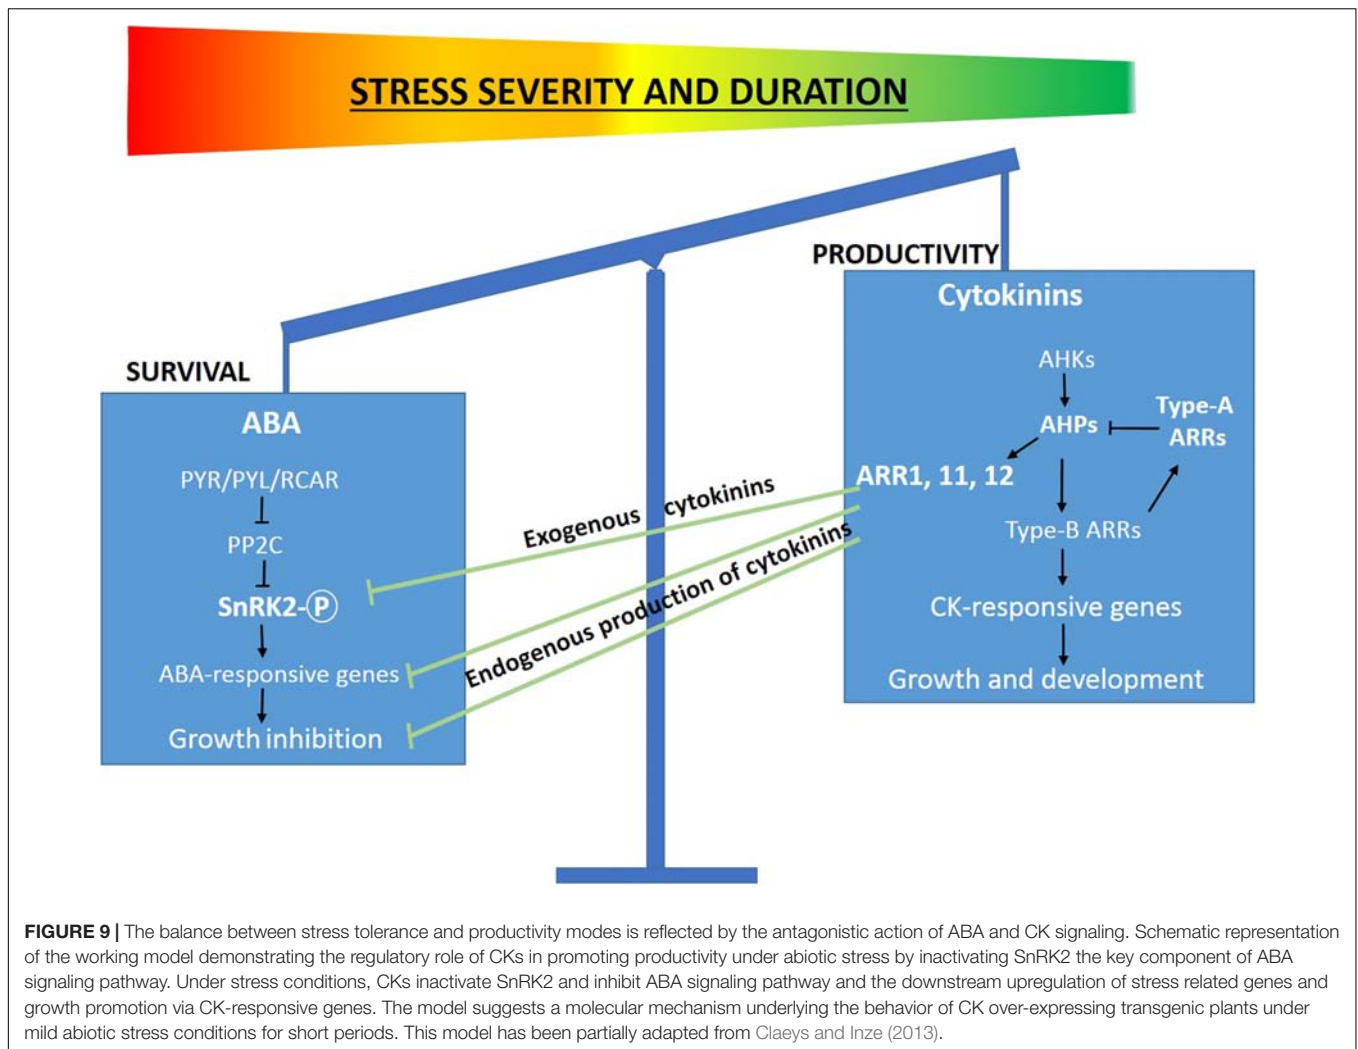 STRESS SEVERITY AND DURATION
PRODUCTIVITY
Cytokinins
AHKs
AHPs
Type-A
ARRs
ARR1, 11, 12
Type-B ARRs
CK-responsive genes
Growth and development
SURVIVAL
ABA
PYR/PYL/RCAR
PP2C
SnRK2-P
ABA-responsive genes
Growth inhibition
Exogenous cytokinins
Endogenous production of cytokinins
FIGURE 9 | The balance between stress tolerance and productivity modes is reflected by the antagonistic action of ABA and CK signaling. Schematic representation
of the working model demonstrating the regulatory role of CKs in promoting productivity under abiotic stress by inactivating SnRK2 the key component of ABA
signaling pathway. Under stress conditions, CKs inactivate SnRK2 and inhibit ABA signaling pathway and the downstream upregulation of stress related genes and
growth promotion via CK-responsive genes. The model suggests a molecular mechanism underlying the behavior of CK over-expressing transgenic plants under
mild abiotic stress conditions for short periods. This model has been partially adapted from Claeys and Inze (2013).